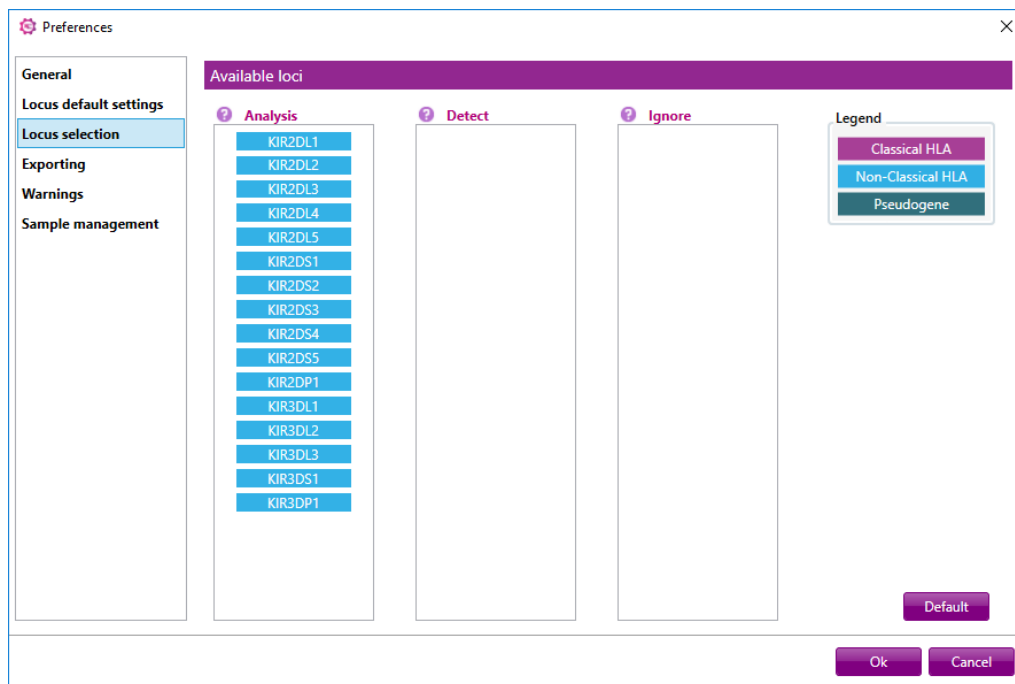 Preferences
General
Locus default settings
Locus selection
Exporting
Warnings
Sample management
Available loci
? Analysis
KIR2DL1
KIR2DL2
KIR2DL3
KIR2DL4
KIR2DL5
KIR2DS1
KIR2DS2
KIR2DS3
KIR2DS4
KIR2DS5
KIR2DP1
KIR3DL1
KIR3DL2
KIR3DL3
KIR3DS1
KIR3DP1
? Detect
? Ignore
Legend
Classical HLA
Non-Classical HLA
Pseudogene
Default
Ok
Cancel